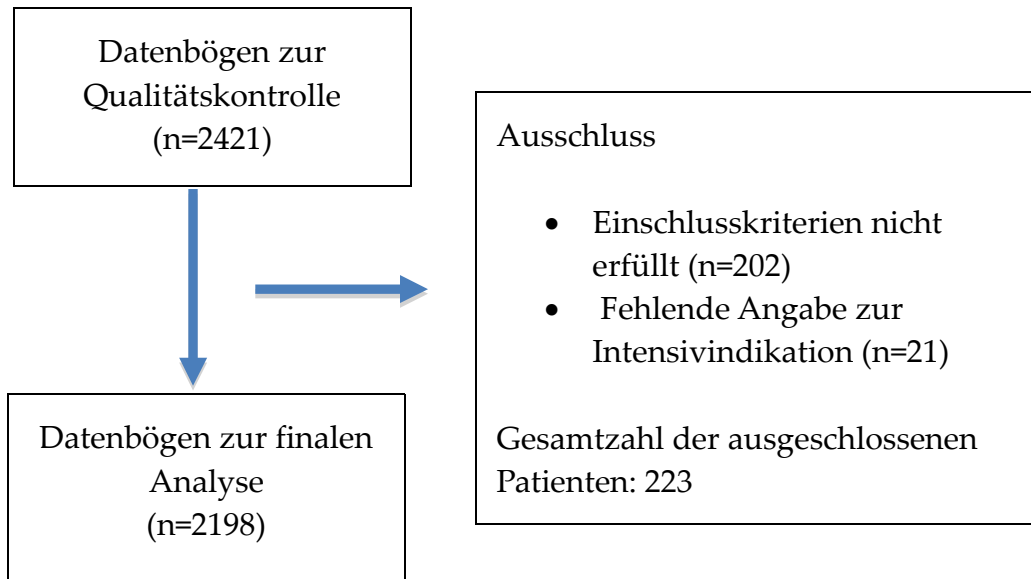 Datenbögen zur
Qualitätskontrolle
(n=2421)
Ausschluss
• Einschlusskriterien nicht
erfüllt (n=202)
• Fehlende Angabe zur
Intensivindikation (n=21)
Gesamtzahl der ausgeschlossenen
Patienten: 223
Datenbögen zur finalen
Analyse
(n=2198)